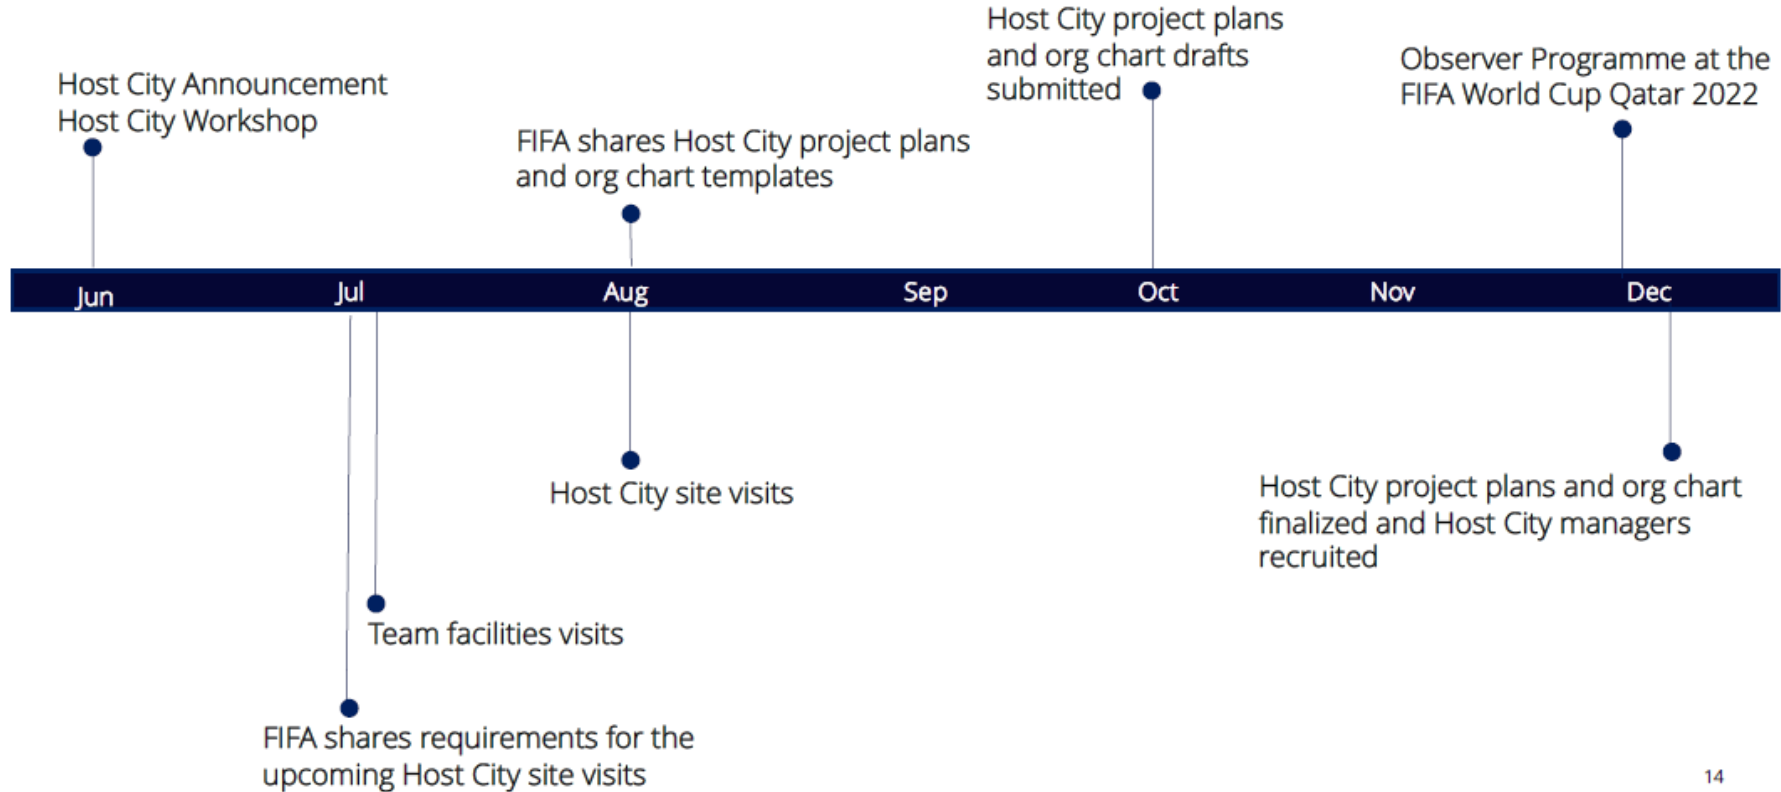 Host City project plans
and org chart drafts
submitted
Observer Programme at the
FIFA World Cup Qatar 2022
Host City Announcement
Host City Workshop
FIFA shares Host City project plans
and org chart templates
Jun
Jul
Aug
Sep
Oct
Nov
Dec
Host City site visits
Host City project plans and org chart
finalized and Host City managers
recruited
Team facilities visits
FIFA shares requirements for the
upcoming Host City site visits
14